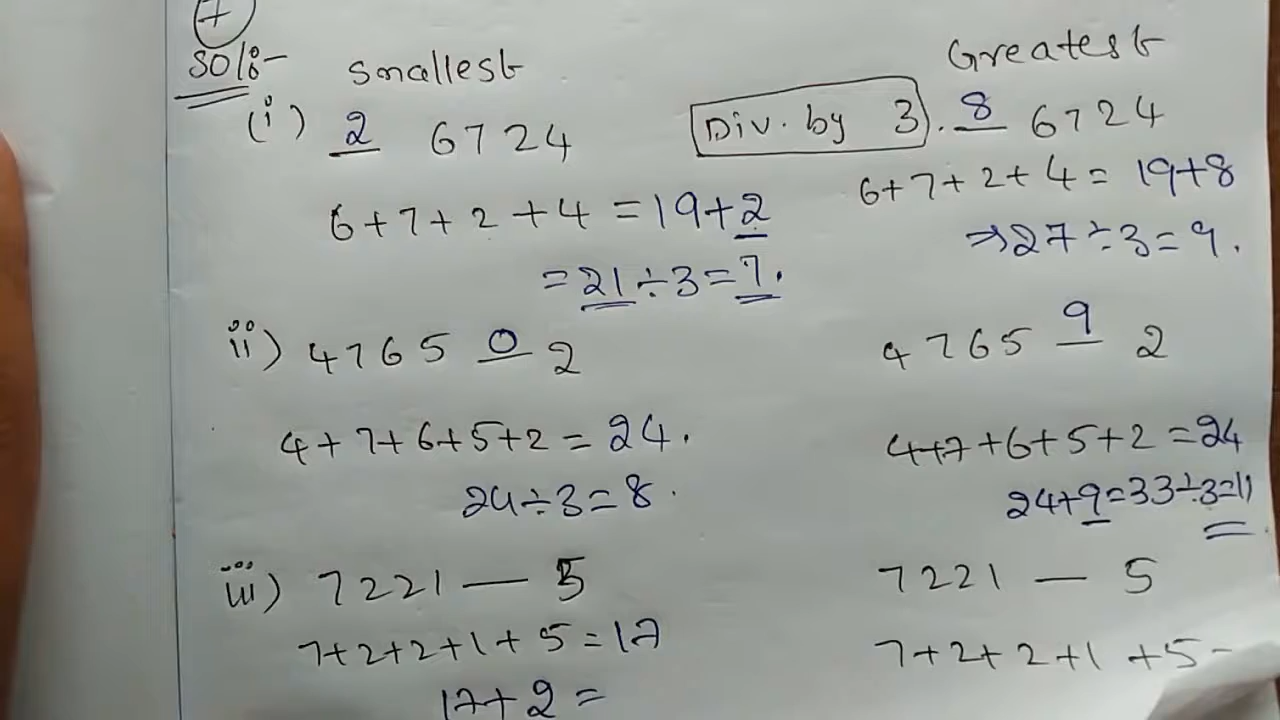 +
Sol:- Smallest Greatest
(i) 2 6724 Div. by 3. 8 6724
6+7+2+4 = 19+2 6+7+2+4 = 19+8
= 21÷3=7. ⇒27÷3=9.
ii) 4765 0 2 4765 9 2
4+7+6+5+2 = 24. 4+7+6+5+2 = 24
24÷3=8. 24+9=33÷3=11
iii) 7221 — 5 7221 — 5
7+2+2+1+5=17 7+2+2+1+5=
17+2 =